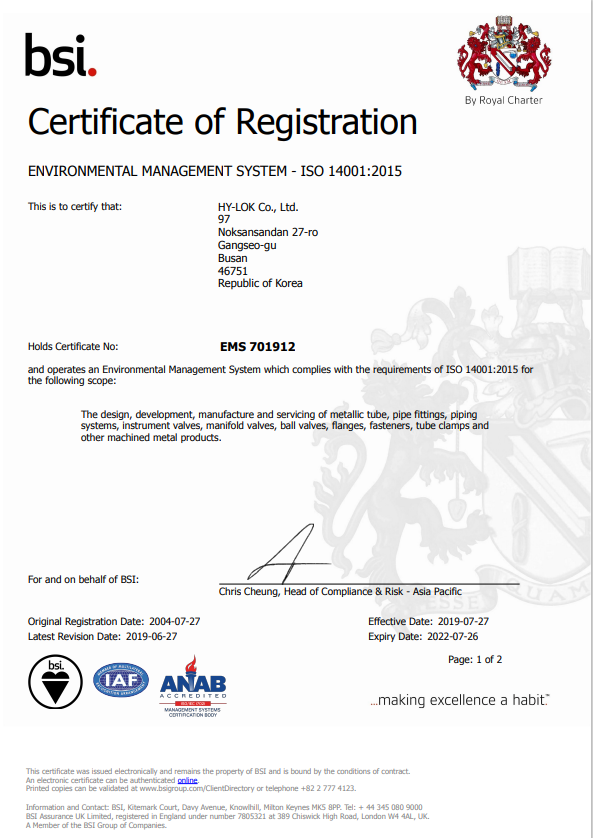 bsi.
By Royal Charter
Certificate of Registration
ENVIRONMENTAL MANAGEMENT SYSTEM - ISO 14001:2015
This is to certify that:
HY-LOK Co., Ltd.
97
Noksansandan 27-ro
Gangseo-gu
Busan
46751
Republic of Korea
Holds Certificate No:
EMS 701912
and operates an Environmental Management System which complies with the requirements of ISO 14001:2015 for
the following scope:
The design, development, manufacture and servicing of metallic tube, pipe fittings, piping
systems, instrument valves, manifold valves, ball valves, flanges, fasteners, tube clamps and
other machined metal products.
For and on behalf of BSI:
Chris Cheung, Head of Compliance & Risk - Asia Pacific
Original Registration Date: 2004-07-27
Effective Date: 2019-07-27
Latest Revision Date: 2019-06-27
Expiry Date: 2022-07-26
Page: 1 of 2
bsi.
MEMBER OF MULTILATERAL
IAF
RECOGNITION ARRANGEMENT
ANAB
ACCREDITED
ISO/IEC 17021
MANAGEMENT SYSTEMS
CERTIFICATION BODY
...making excellence a habit.™
This certificate was issued electronically and remains the property of BSI and is bound by the conditions of contract.
An electronic certificate can be authenticated online.
Printed copies can be validated at www.bsigroup.com/ClientDirectory or telephone +82 2 777 4123.
Information and Contact: BSI, Kitemark Court, Davy Avenue, Knowlhill, Milton Keynes MK5 8PP. Tel: + 44 345 080 9000
BSI Assurance UK Limited, registered in England under number 7805321 at 389 Chiswick High Road, London W4 4AL, UK.
A Member of the BSI Group of Companies.